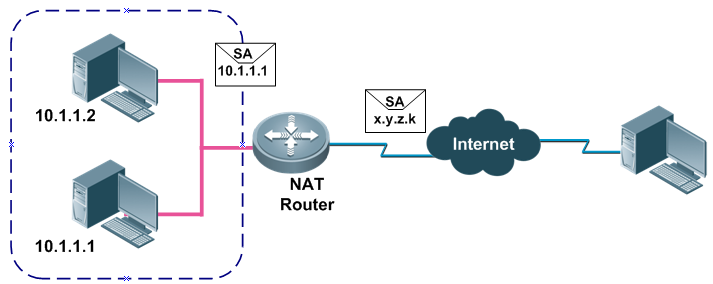 SA
10.1.1.1
10.1.1.2
SA
x.y.z.k
Internet
NAT
Router
10.1.1.1